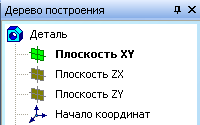 Дерево построения
Деталь
Плоскость XY
Плоскость ZX
Плоскость ZY
Начало координат